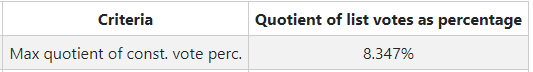 Criteria Quotient of list votes as percentage
Max quotient of const. vote perc. 8.347%